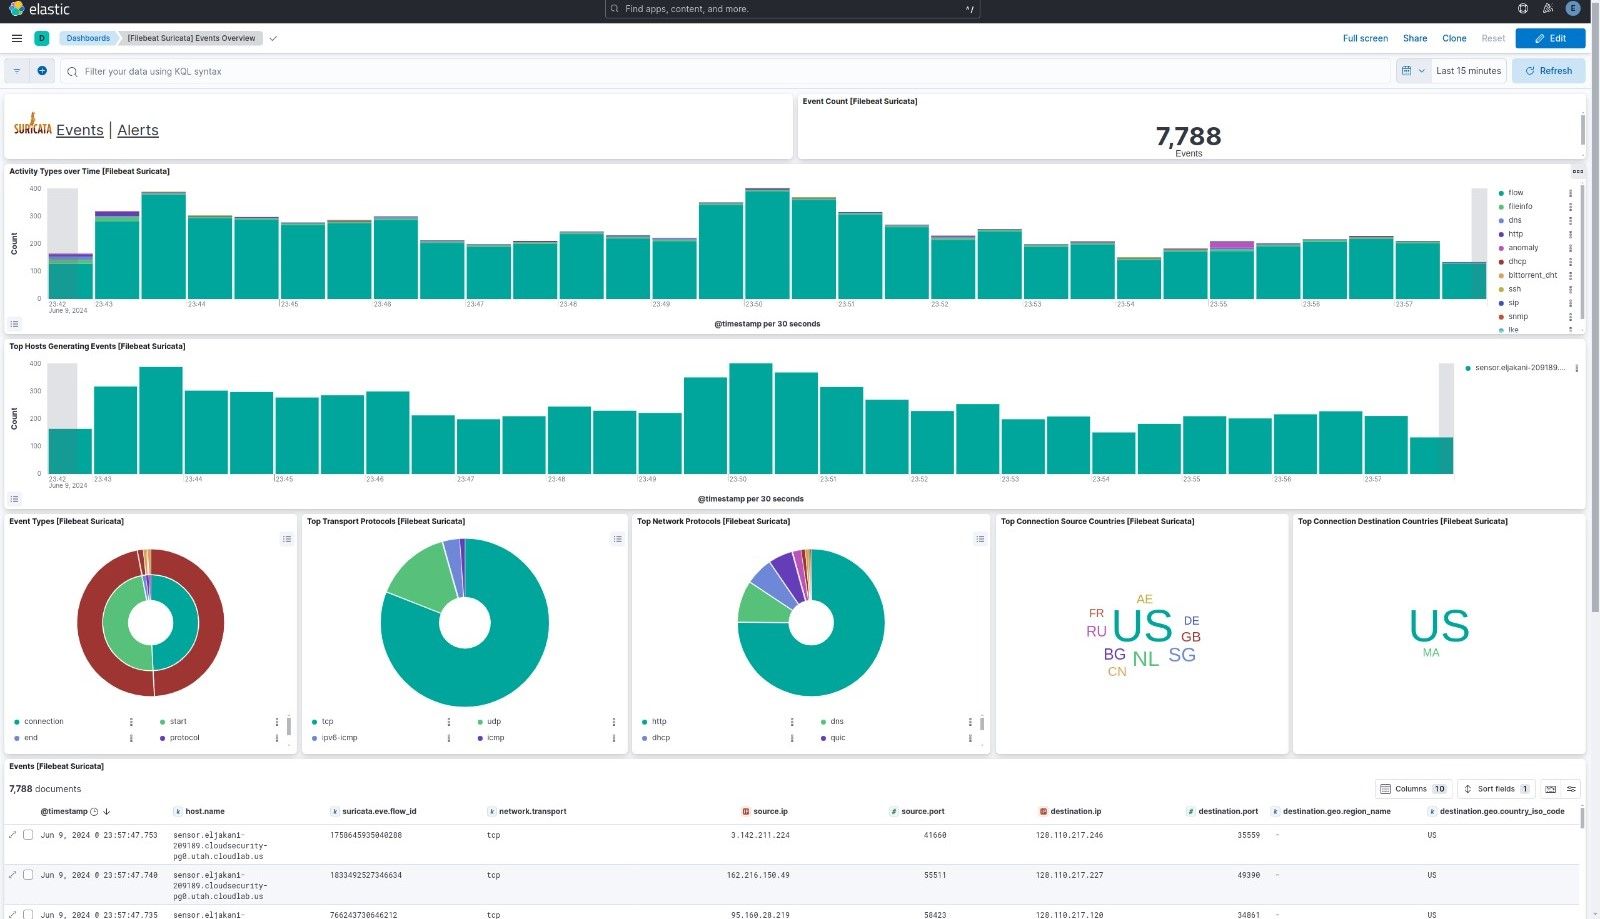 elastic
Find apps, content, and more.
^/
E
D
Dashboards
[Filebeat Suricata] Events Overview
Full screen
Share
Clone
Reset
Edit
Filter your data using KQL syntax
Last 15 minutes
Refresh
SURICATA
Events | Alerts
Event Count [Filebeat Suricata]
7,788
Events
Activity Types over Time [Filebeat Suricata]
Count
400
300
200
100
0
23:42
June 9, 2024
23:43
23:44
23:45
23:46
23:47
23:48
23:49
23:50
23:51
23:52
23:53
23:54
23:55
23:56
23:57
@timestamp per 30 seconds
flow
fileinfo
dns
http
anomaly
dhcp
bittorrent_dht
ssh
sip
snmp
ike
Top Hosts Generating Events [Filebeat Suricata]
Count
400
300
200
100
0
23:42
June 9, 2024
23:43
23:44
23:45
23:46
23:47
23:48
23:49
23:50
23:51
23:52
23:53
23:54
23:55
23:56
23:57
@timestamp per 30 seconds
sensor.eljakani-209189....
Event Types [Filebeat Suricata]
connection
start
end
protocol
Top Transport Protocols [Filebeat Suricata]
tcp
udp
ipv6-icmp
icmp
Top Network Protocols [Filebeat Suricata]
http
dns
dhcp
quic
Top Connection Source Countries [Filebeat Suricata]
AE
FR
US
DE
RU
GB
BG
NL
SG
CN
Top Connection Destination Countries [Filebeat Suricata]
US
MA
Events [Filebeat Suricata]
7,788 documents
Columns 10
Sort fields 1
@timestamp
k host.name
k suricata.eve.flow_id
k network.transport
source.ip
# source.port
destination.ip
# destination.port
k destination.geo.region_name
k destination.geo.country_iso_code
Jun 9, 2024 @ 23:57:47.753
sensor.eljakani-
209189.cloudsecurity-
pg0.utah.cloudlab.us
1758645935040288
tcp
3.142.211.224
41660
128.110.217.246
35559
-
US
Jun 9, 2024 @ 23:57:47.740
sensor.eljakani-
209189.cloudsecurity-
pg0.utah.cloudlab.us
1833492527346634
tcp
162.216.150.49
55511
128.110.217.227
49390
-
US
Jun 9, 2024 @ 23:57:47.735
sensor.eljakani-
766243730646212
tcp
95.160.28.219
58423
128.110.217.120
34861
-
US